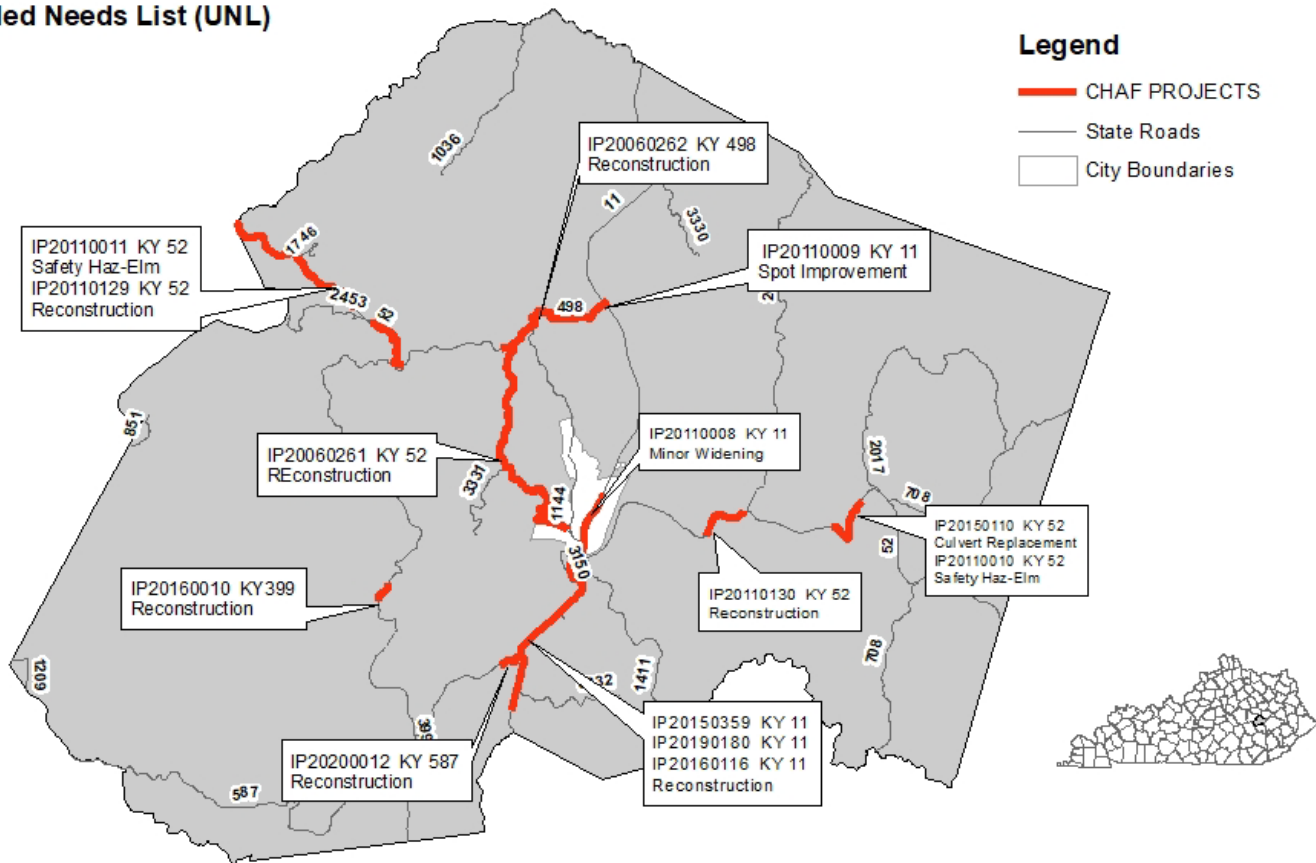 ded Needs List (UNL)
Legend
CHAF PROJECTS
State Roads
City Boundaries
IP20060262 KY 498
Reconstruction
1036
11
3330
IP20110011 KY 52
Safety Haz-Elm
IP20110129 KY 52
Reconstruction
1746
IP20110009 KY 11
Spot Improvement
2453
52
498
851
IP20060261 KY 52
REconstruction
IP20110008 KY 11
Minor Widening
3331
1144
2017
708
IP20150110 KY 52
Culvert Replacement
IP20110010 KY 52
Safety Haz-Elm
52
3150
IP20160010 KY399
Reconstruction
IP20110130 KY 52
Reconstruction
708
1209
1411
IP20150359 KY 11
IP20190180 KY 11
IP20160116 KY 11
Reconstruction
IP20200012 KY 587
Reconstruction
587